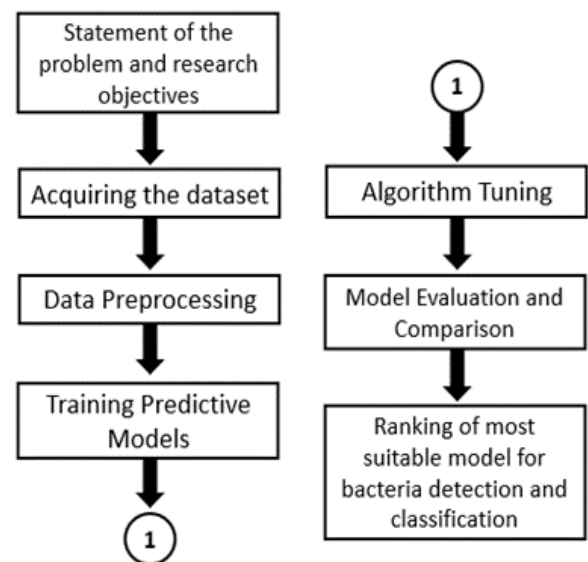 Statement of the
problem and research
objectives
Acquiring the dataset
Data Preprocessing
Training Predictive
Models
1
1
Algorithm Tuning
Model Evaluation and
Comparison
Ranking of most
suitable model for
bacteria detection and
classification